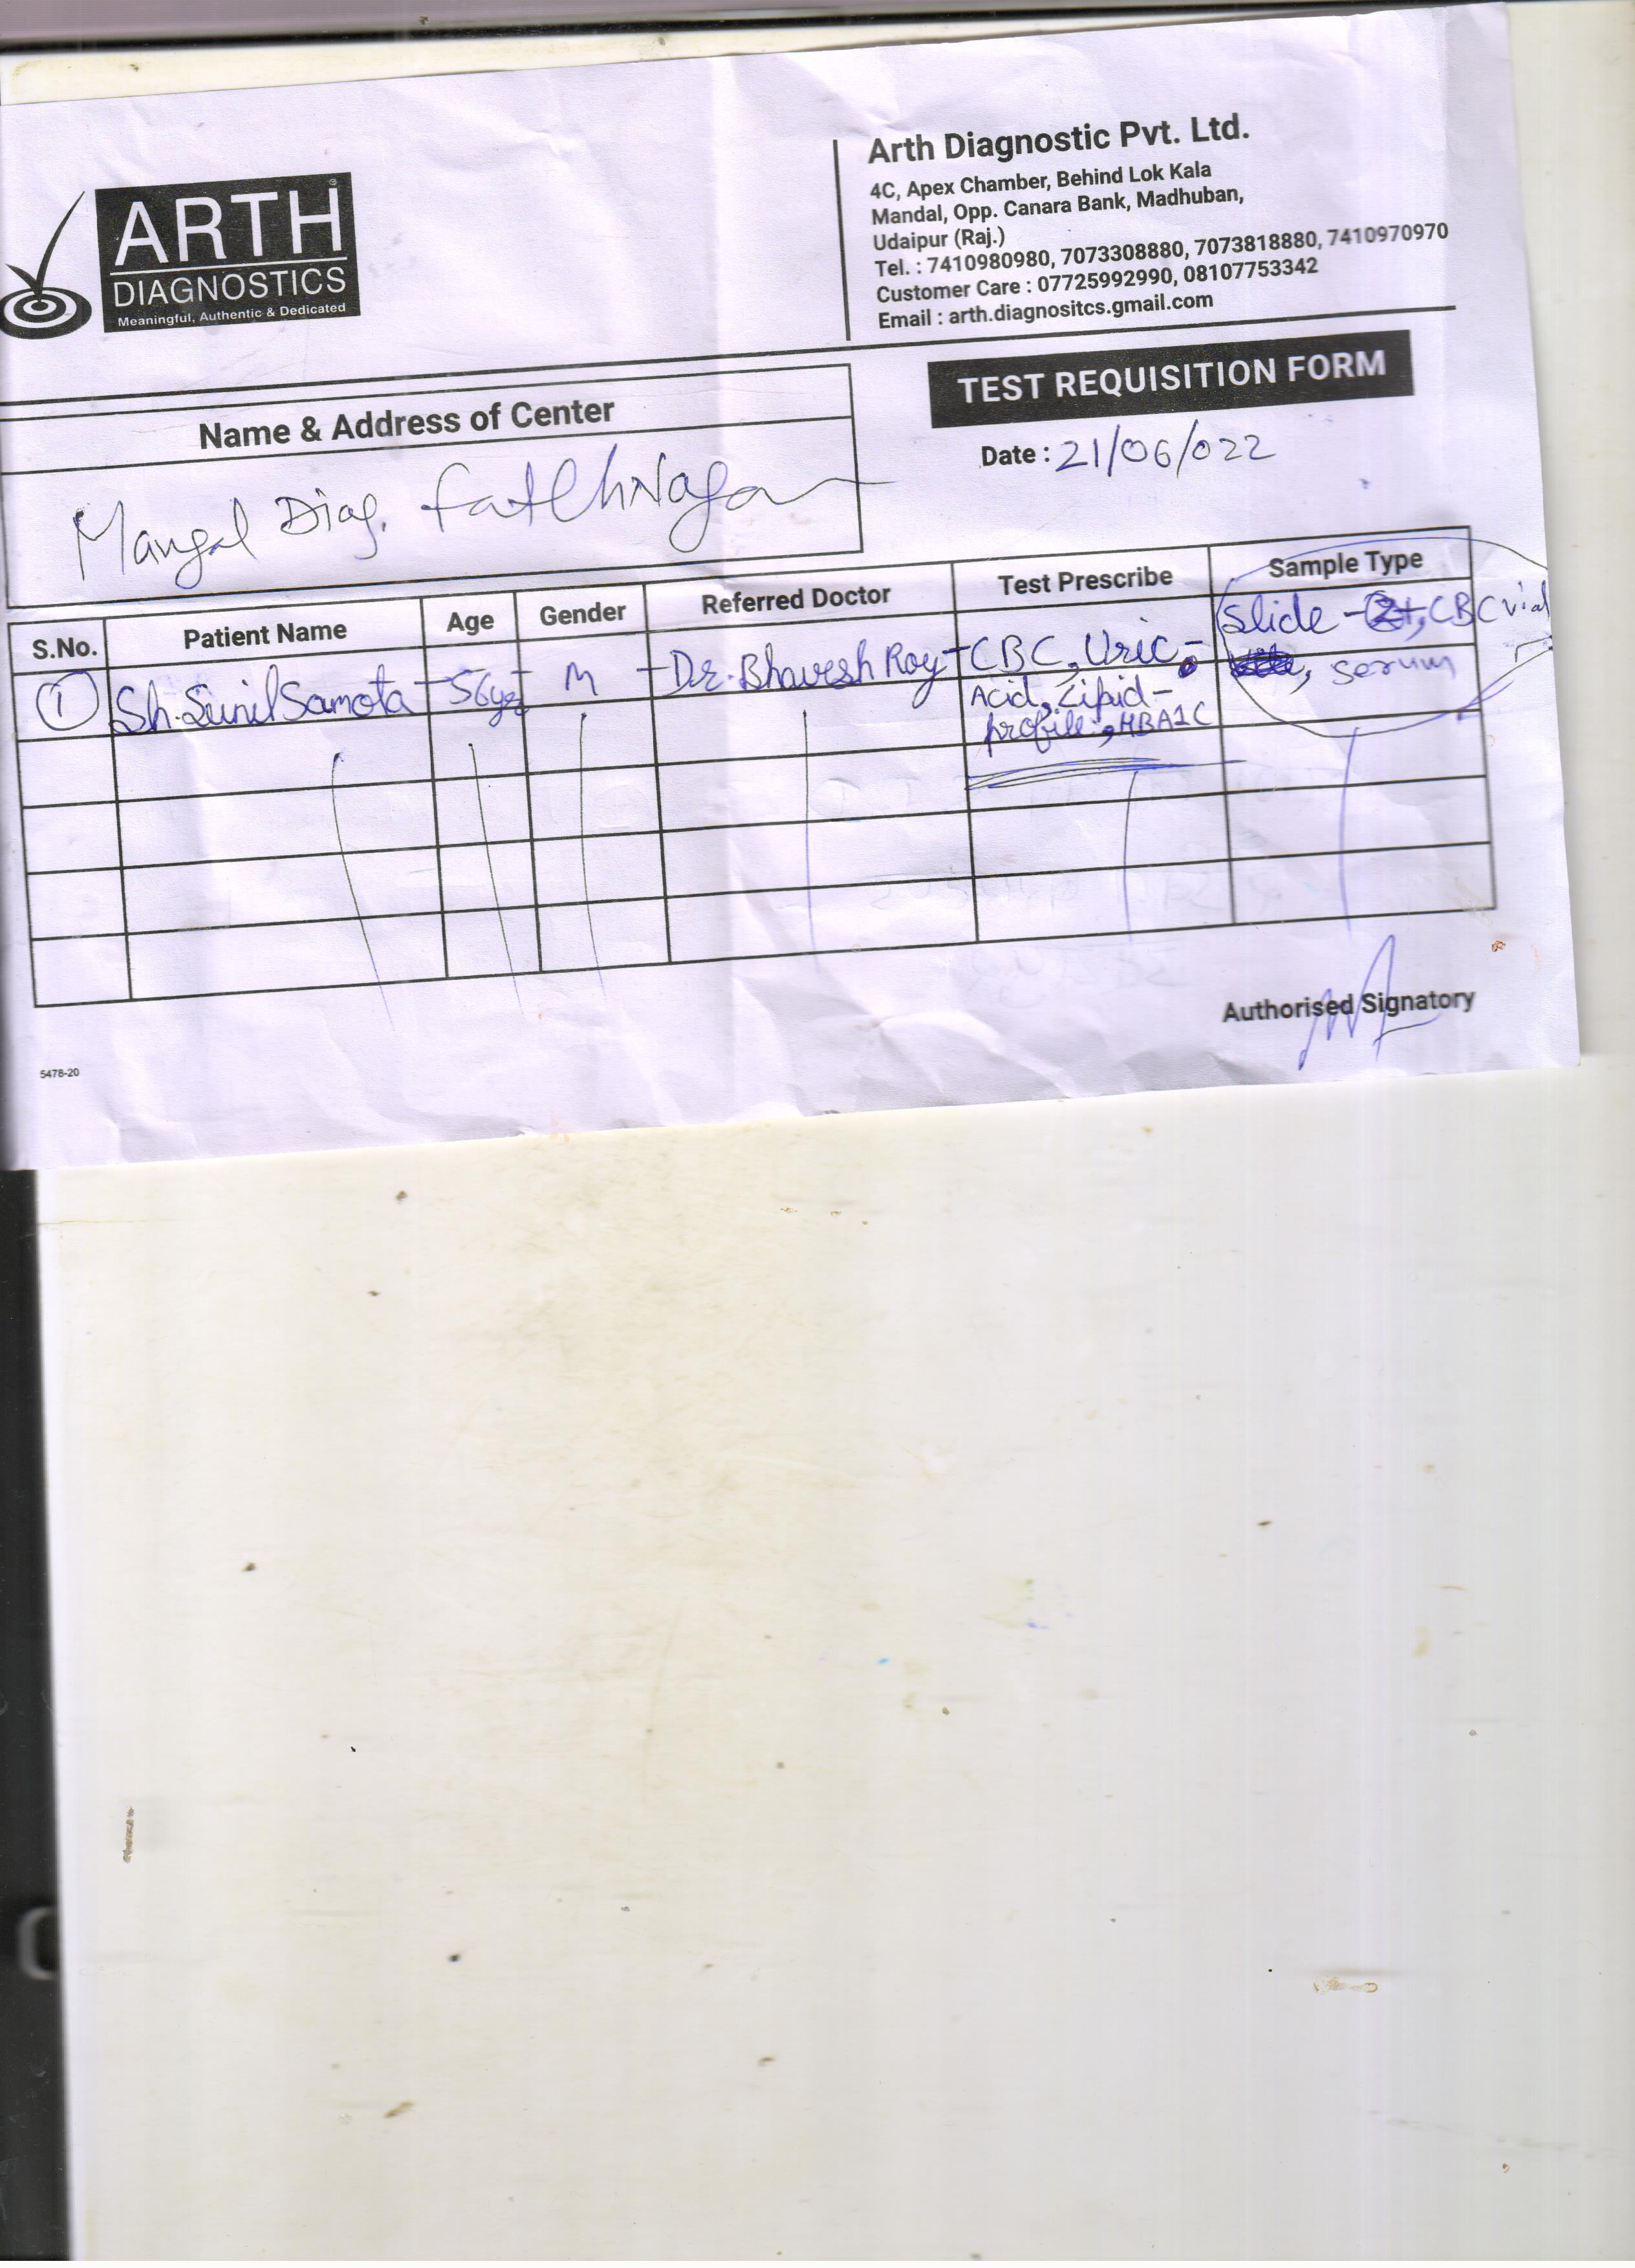 ARTH
DIAGNOSTICS
Meaningful, Authentic & Dedicated
Arth Diagnostic Pvt. Ltd.
4C, Apex Chamber, Behind Lok Kala
Mandal, Opp. Canara Bank, Madhuban,
Udaipur (Raj.)
Tel. : 7410980980, 7073308880, 7073818880, 7410970970
Customer Care : 07725992990, 08107753342
Email : arth.diagnositcs.gmail.com
TEST REQUISITION FORM
Date : 21/06/022
Name & Address of Center
Mangal Diag. Fatehnagar
S.No. Patient Name Age Gender Referred Doctor Test Prescribe Sample Type
1 Sh. Sunil Samota - 56yr - M - Dr. Bhavesh Roy - CBC, Uric - Slide - 2, CBC vial
Acid, Lipid - , serum
profile, HBA1C
Authorised Signatory
5478-20